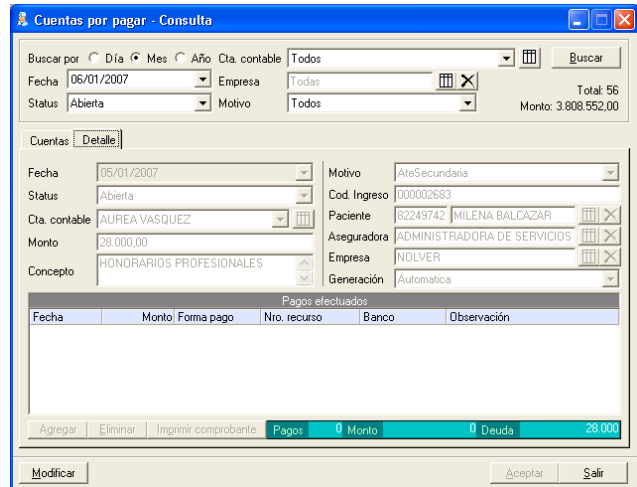 Cuentas por pagar - Consulta
Buscar por Día Mes Año Cta. contable Todos Buscar
Fecha 06/01/2007 Empresa Todas Total: 56
Status Abierta Motivo Todos Monto: 3.808.552,00
Cuentas Detalle
Fecha 05/01/2007 Motivo AteSecundaria
Status Abierta Cod. Ingreso 000002683
Cta. contable AUREA VASQUEZ Paciente 82249742 MILENA BALCAZAR
Monto 28.000,00 Aseguradora ADMINISTRADORA DE SERVICIOS
Concepto HONORARIOS PROFESIONALES Empresa NOLVER
Generación Automatica
Pagos efectuados
Fecha Monto Forma pago Nro. recurso Banco Observación
Agregar Eliminar Imprimir comprobante Pagos 0 Monto 0 Deuda 28.000
Modificar Aceptar Salir